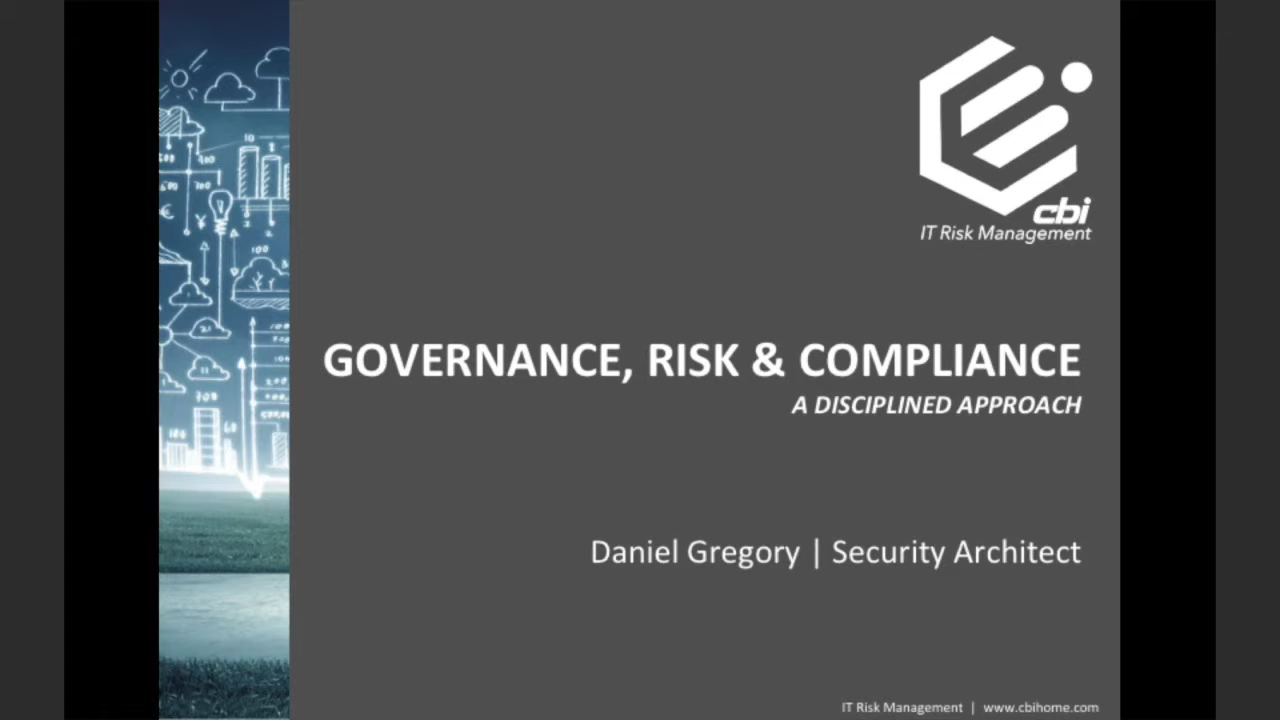 cbi
IT Risk Management
GOVERNANCE, RISK & COMPLIANCE
A DISCIPLINED APPROACH
Daniel Gregory | Security Architect
IT Risk Management | www.cbihome.com